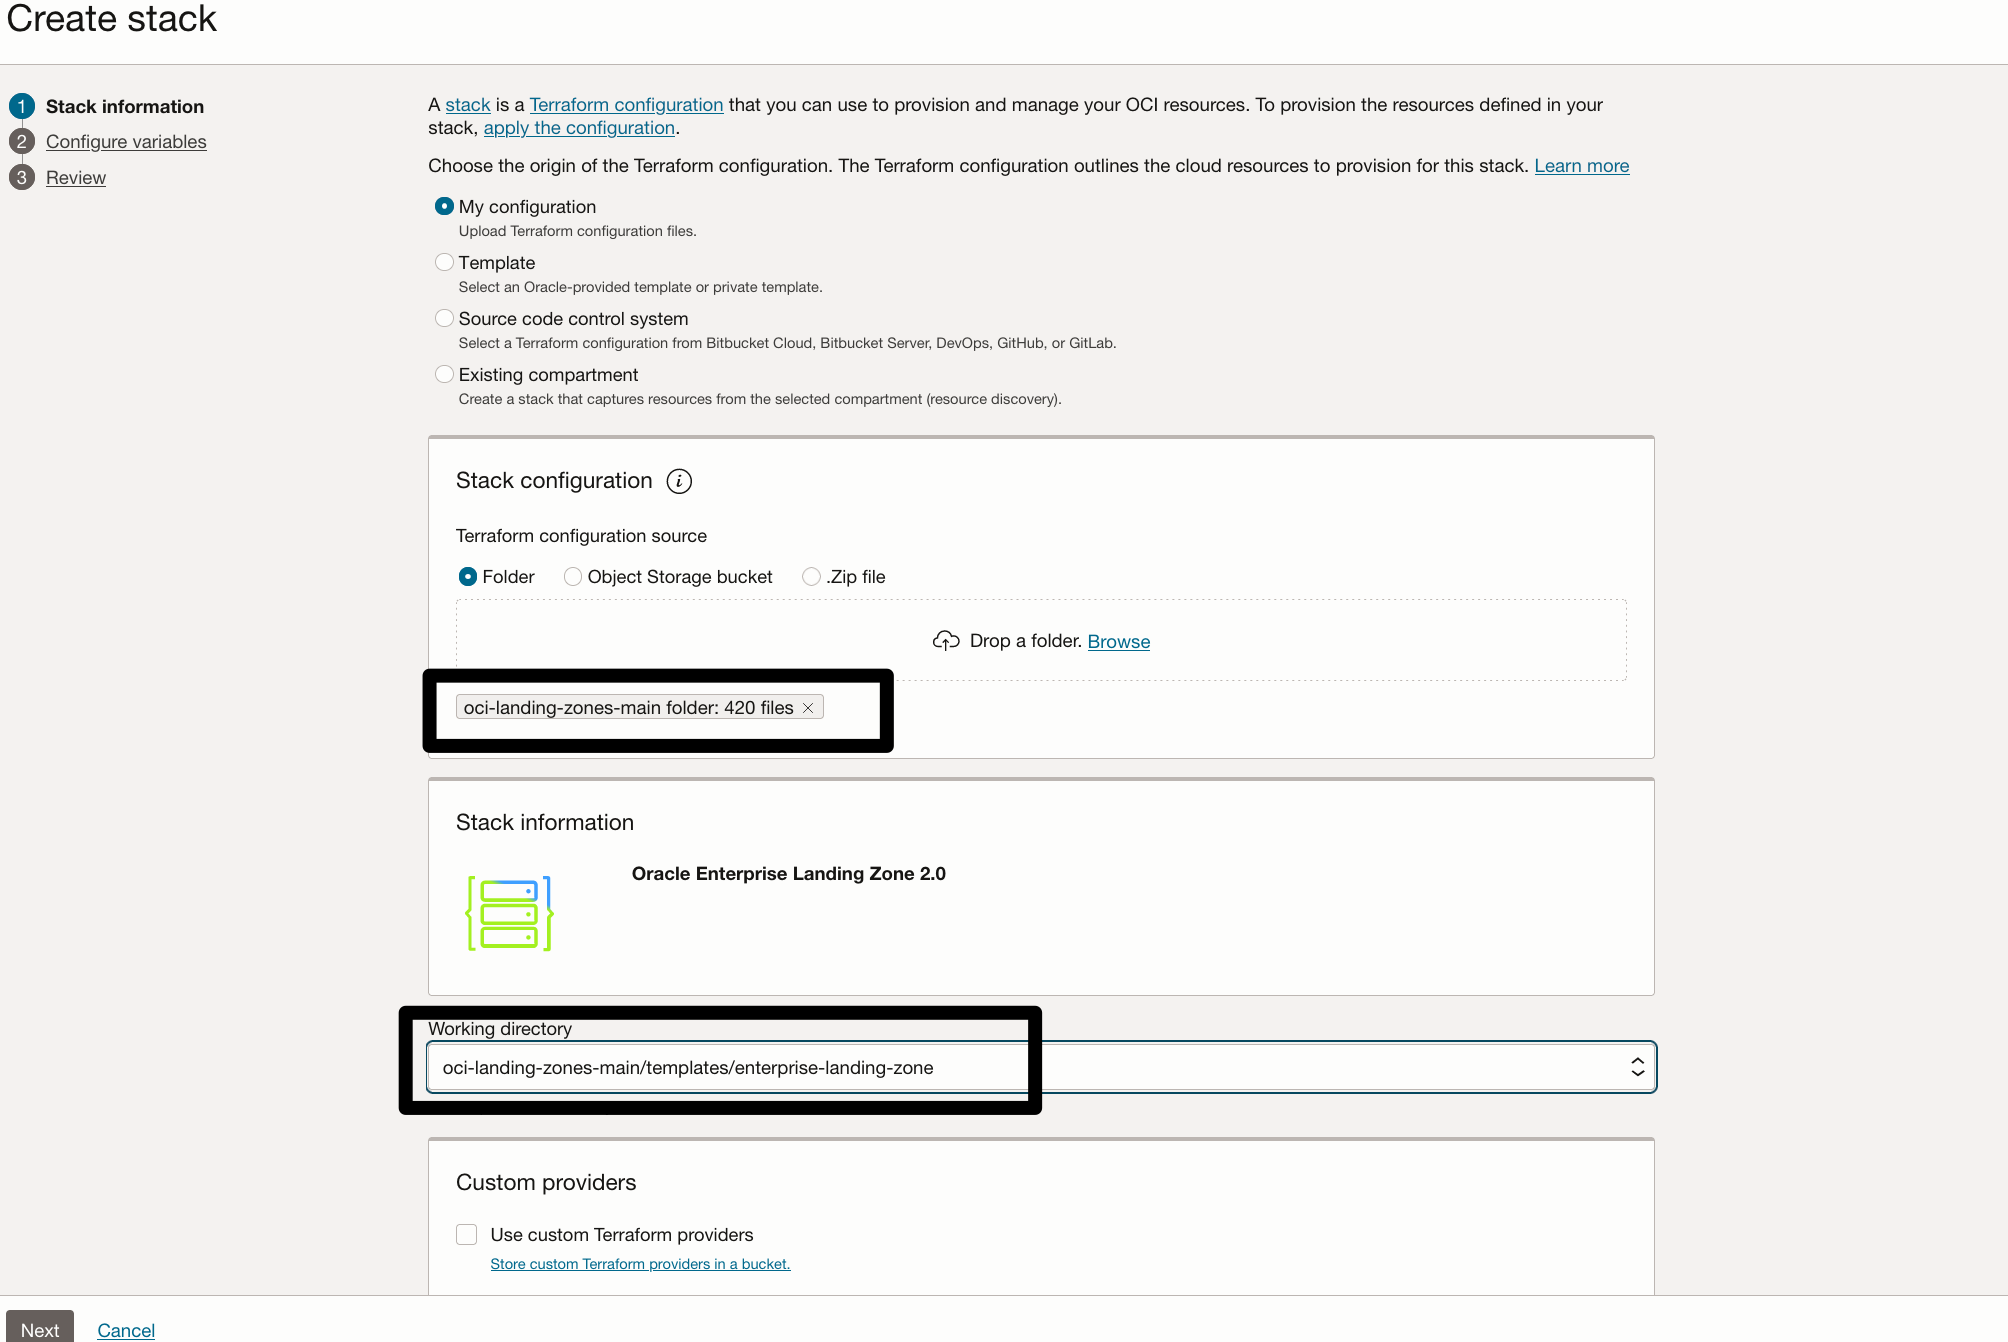 Create stack
1 Stack information
2 Configure variables
3 Review
A stack is a Terraform configuration that you can use to provision and manage your OCI resources. To provision the resources defined in your
stack, apply the configuration.
Choose the origin of the Terraform configuration. The Terraform configuration outlines the cloud resources to provision for this stack. Learn more
My configuration
Upload Terraform configuration files.
Template
Select an Oracle-provided template or private template.
Source code control system
Select a Terraform configuration from Bitbucket Cloud, Bitbucket Server, DevOps, GitHub, or GitLab.
Existing compartment
Create a stack that captures resources from the selected compartment (resource discovery).
Stack configuration i
Terraform configuration source
Folder Object Storage bucket .Zip file
Drop a folder. Browse
oci-landing-zones-main folder: 420 files ×
Stack information
Oracle Enterprise Landing Zone 2.0
Working directory
oci-landing-zones-main/templates/enterprise-landing-zone
Custom providers
Use custom Terraform providers
Store custom Terraform providers in a bucket.
Next Cancel